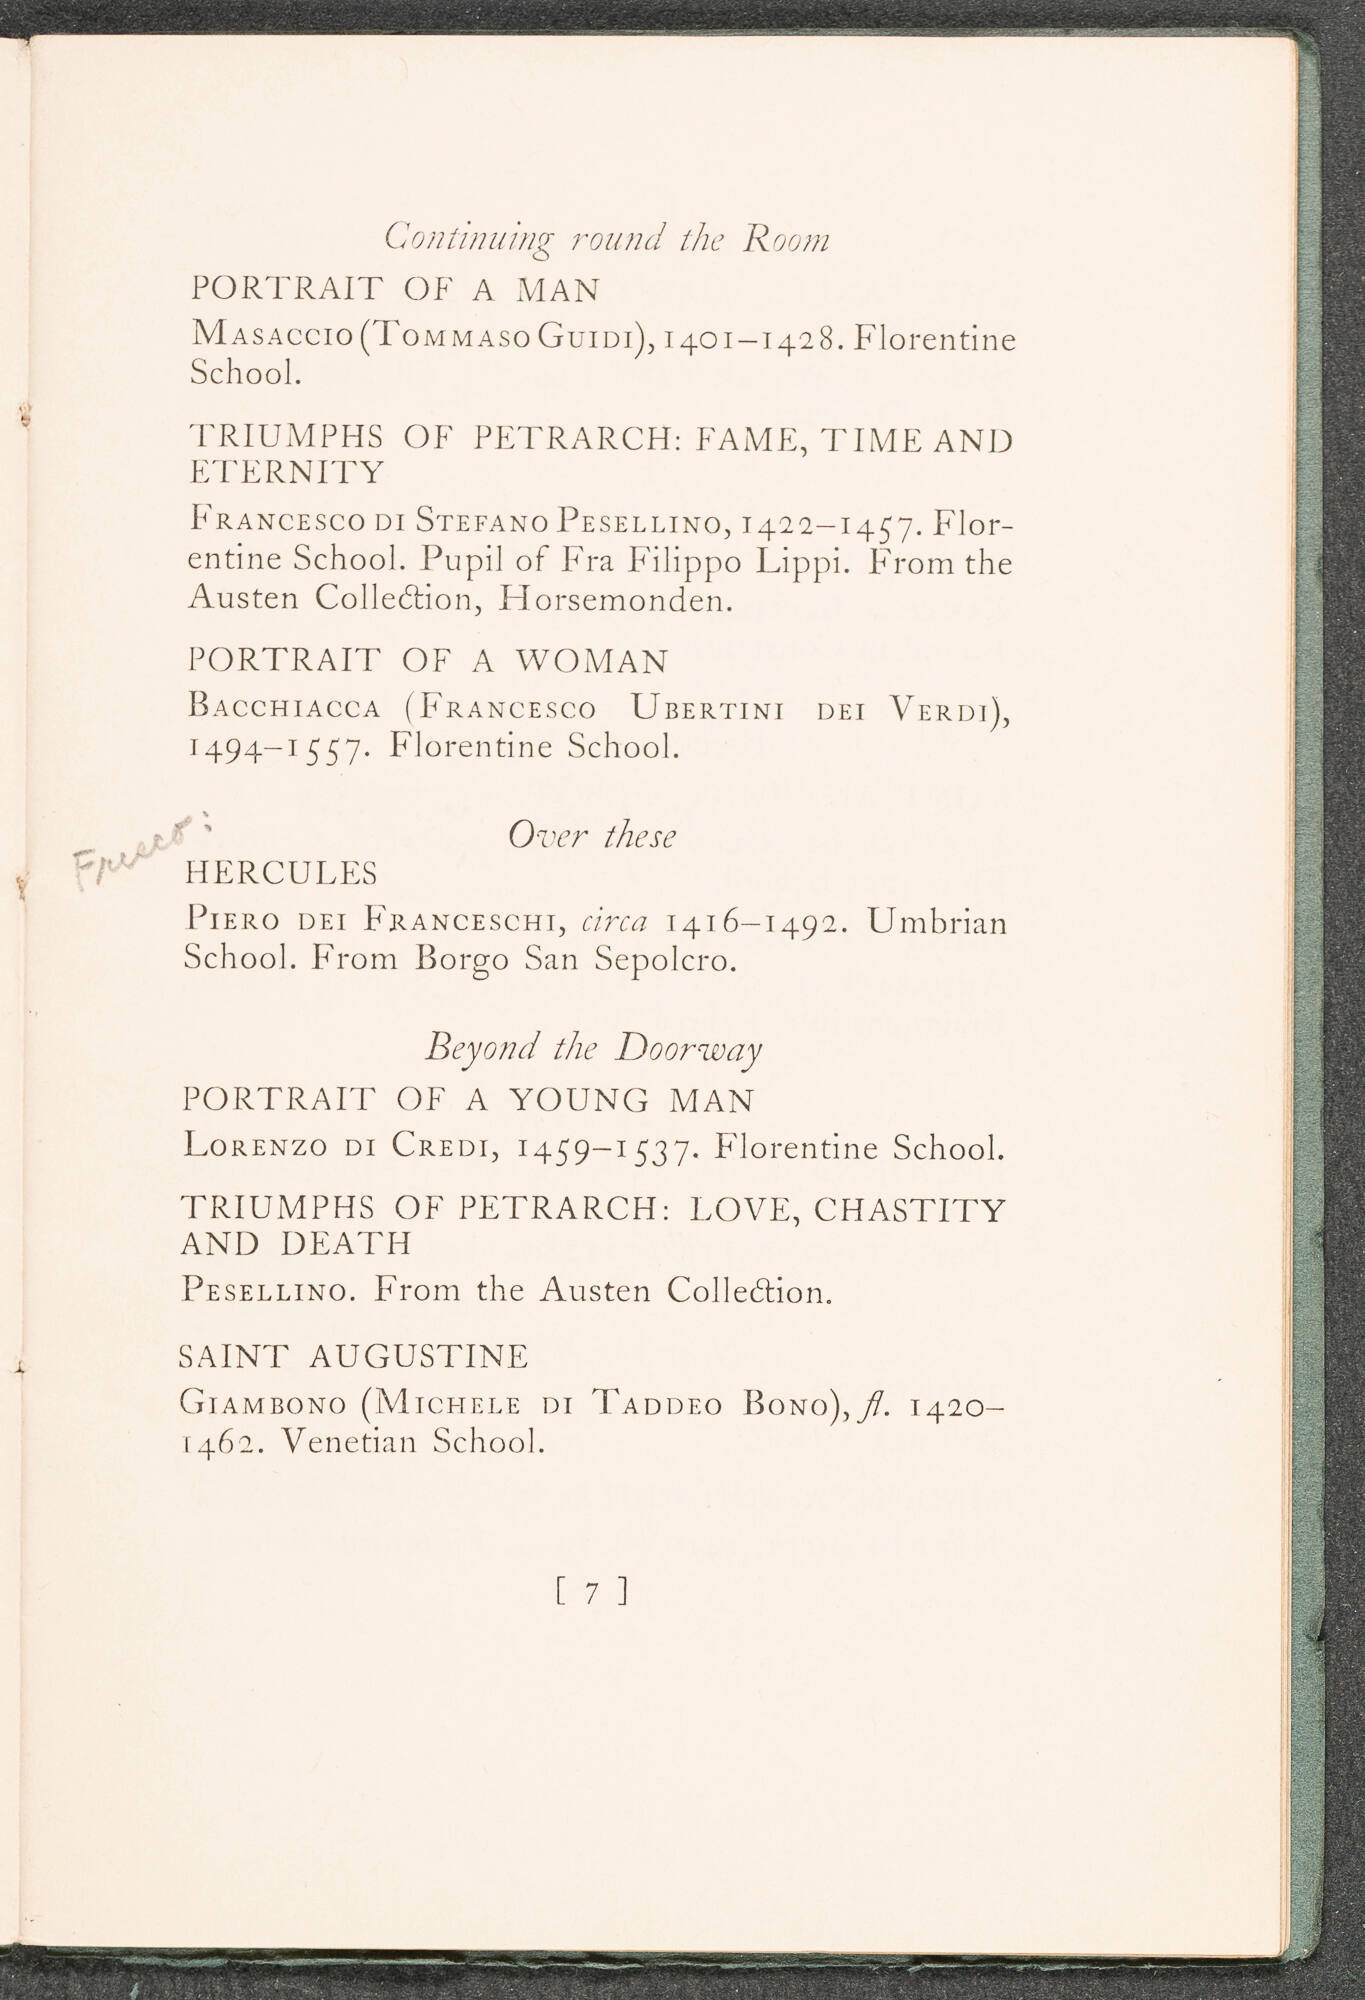 Continuing round the Room
PORTRAIT OF A MAN
MASACCIO (TOMMASO GUIDI), 1401–1428. Florentine
School.
TRIUMPHS OF PETRARCH: FAME, TIME AND
ETERNITY
FRANCESCO DI STEFANO PESELLINO, 1422–1457. Flor-
entine School. Pupil of Fra Filippo Lippi. From the
Austen Collection, Horsemonden.
PORTRAIT OF A WOMAN
BACCHIACCA (FRANCESCO UBERTINI DEI VERDI),
1494–1557. Florentine School.
Over these
Fresco:
HERCULES
PIERO DEI FRANCESCHI, circa 1416–1492. Umbrian
School. From Borgo San Sepolcro.
Beyond the Doorway
PORTRAIT OF A YOUNG MAN
LORENZO DI CREDI, 1459–1537. Florentine School.
TRIUMPHS OF PETRARCH: LOVE, CHASTITY
AND DEATH
PESELLINO. From the Austen Collection.
SAINT AUGUSTINE
GIAMBONO (MICHELE DI TADDEO BONO), fl. 1420–
1462. Venetian School.
[ 7 ]